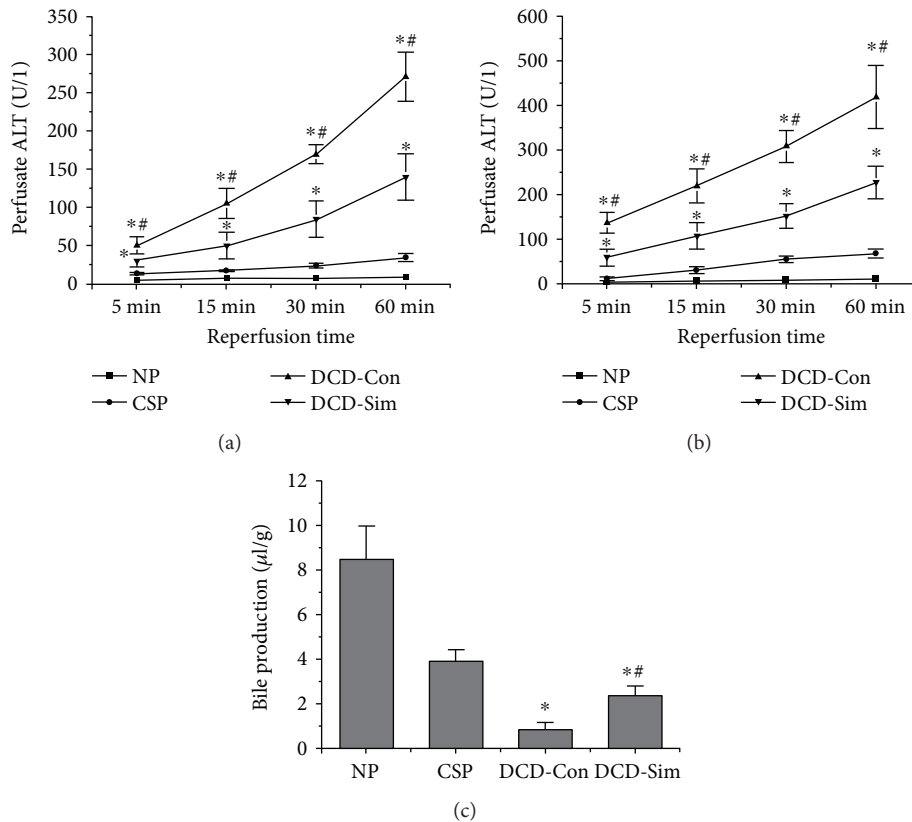 350
300
250
200
150
100
50
0
Perfusate ALT (U/1)
*#
*#
*#
*#
*
*
*
*
5 min 15 min 30 min 60 min
Reperfusion time
NP DCD-Con
CSP DCD-Sim
(a)
600
500
400
300
200
100
0
Perfusate ALT (U/1)
*#
*#
*#
*#
*
*
*
*
5 min 15 min 30 min 60 min
Reperfusion time
NP DCD-Con
CSP DCD-Sim
(b)
12
10
8
6
4
2
0
Bile production (μl/g)
*
*#
NP CSP DCD-Con DCD-Sim
(c)